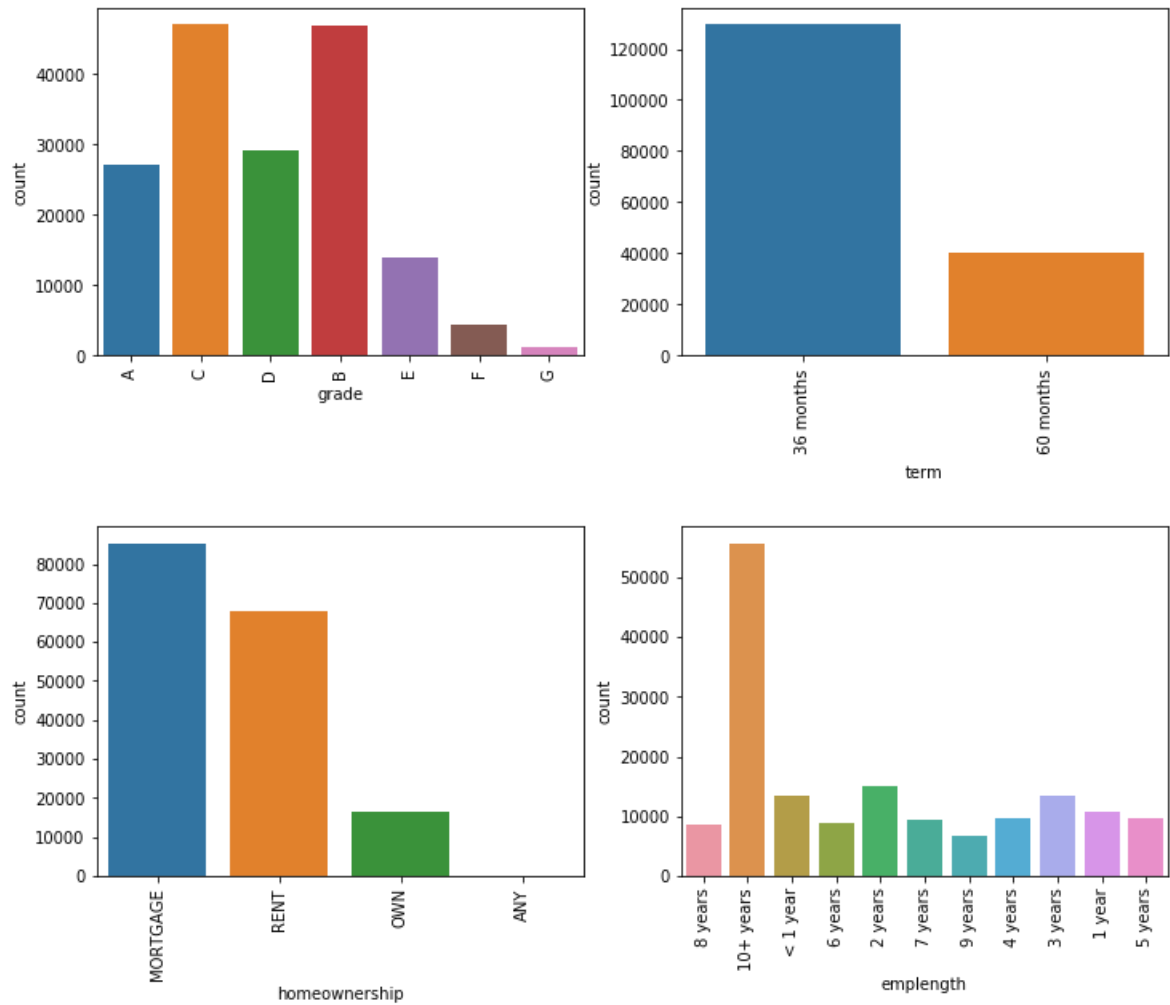 count
40000
30000
20000
10000
0
A
C
D
B
E
F
G
grade
count
120000
100000
80000
60000
40000
20000
0
36 months
60 months
term
count
80000
70000
60000
50000
40000
30000
20000
10000
0
MORTGAGE
RENT
OWN
ANY
homeownership
count
50000
40000
30000
20000
10000
0
8 years
10+ years
< 1 year
6 years
2 years
7 years
9 years
4 years
3 years
1 year
5 years
emplength